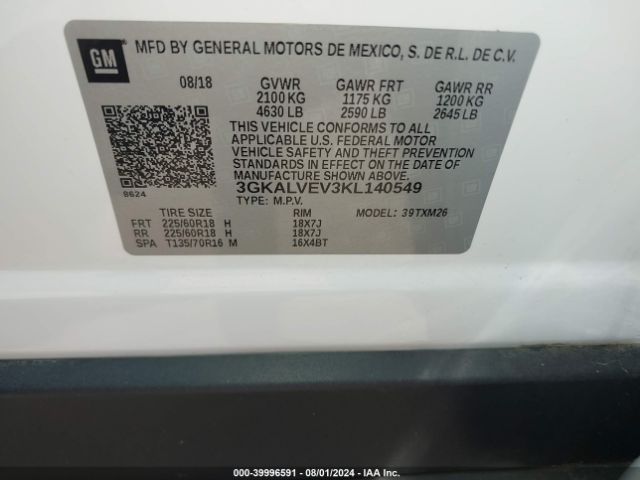 GM
MFD BY GENERAL MOTORS DE MEXICO, S. DE R.L. DE C.V.
08/18 GVWR GAWR FRT GAWR RR
2100 KG 1175 KG 1200 KG
4630 LB 2590 LB 2645 LB
THIS VEHICLE CONFORMS TO ALL
APPLICABLE U.S. FEDERAL MOTOR
VEHICLE SAFETY AND THEFT
PREVENTION STANDARDS IN
EFFECT ON THE DATE OF
MANUFACTURE SHOWN ABOVE.
8624
3GKALVEV3KL140549
TYPE: M.P.V.
TIRE SIZE RIM MODEL: 39TXM26
FRT 225/60R18 H 18X7J
RR 225/60R18 H 18X7J
SPA T135/70R16 M 16X4BT
000-39996591 - 08/01/2024 - IAA Inc.